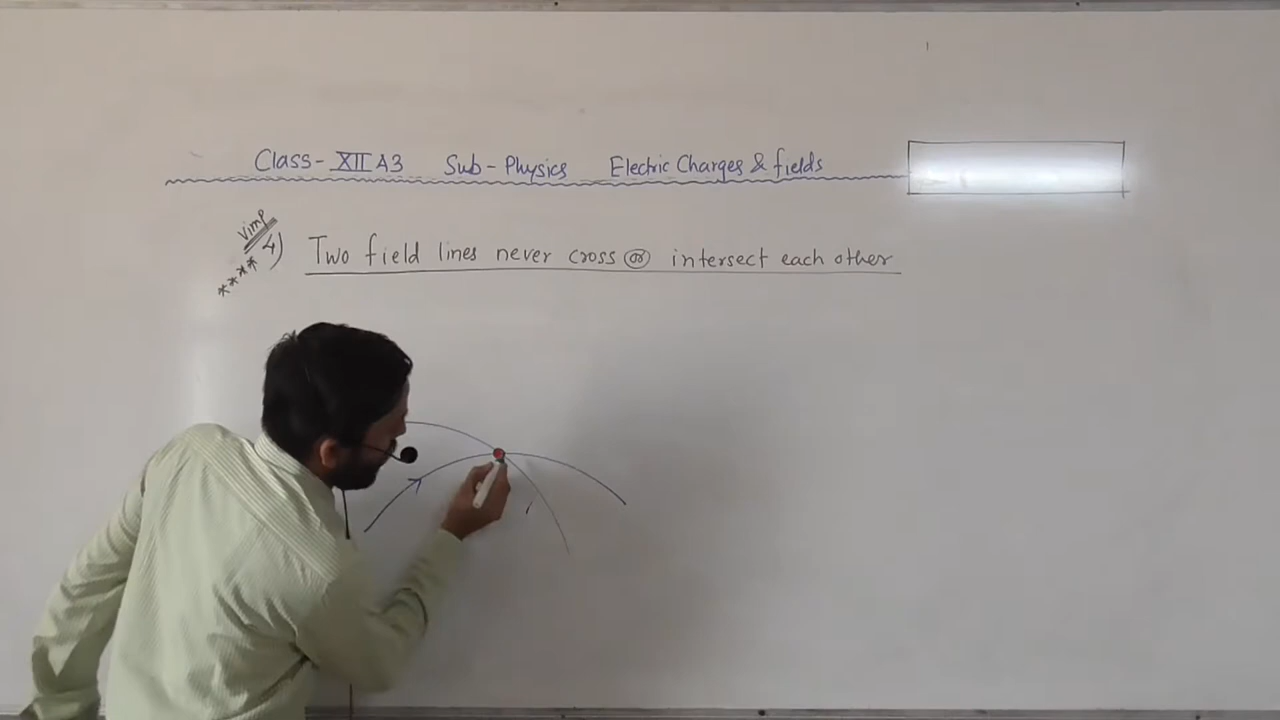 Class - XII A3 Sub - Physics Electric Charges & fields
Vimp
**** 4) Two field lines never cross or intersect each other